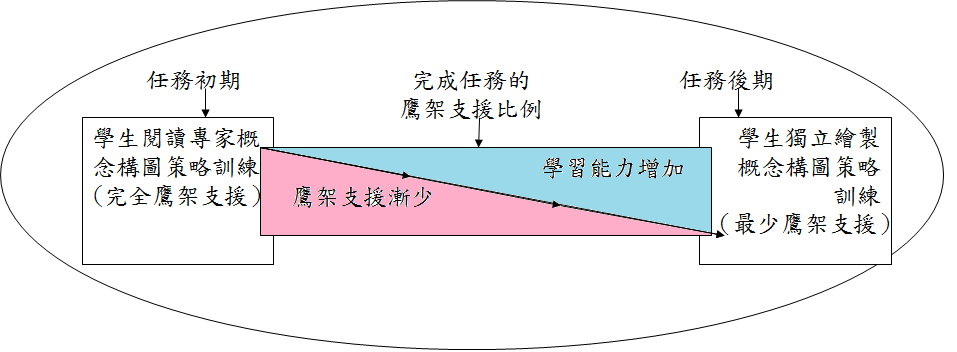 任務初期
完成任務的
鷹架支援比例
任務後期
學生閱讀專家概
念構圖策略訓練
(完全鷹架支援)
學習能力增加
鷹架支援漸少
學生獨立繪製
概念構圖策略
訓練
(最少鷹架支援)